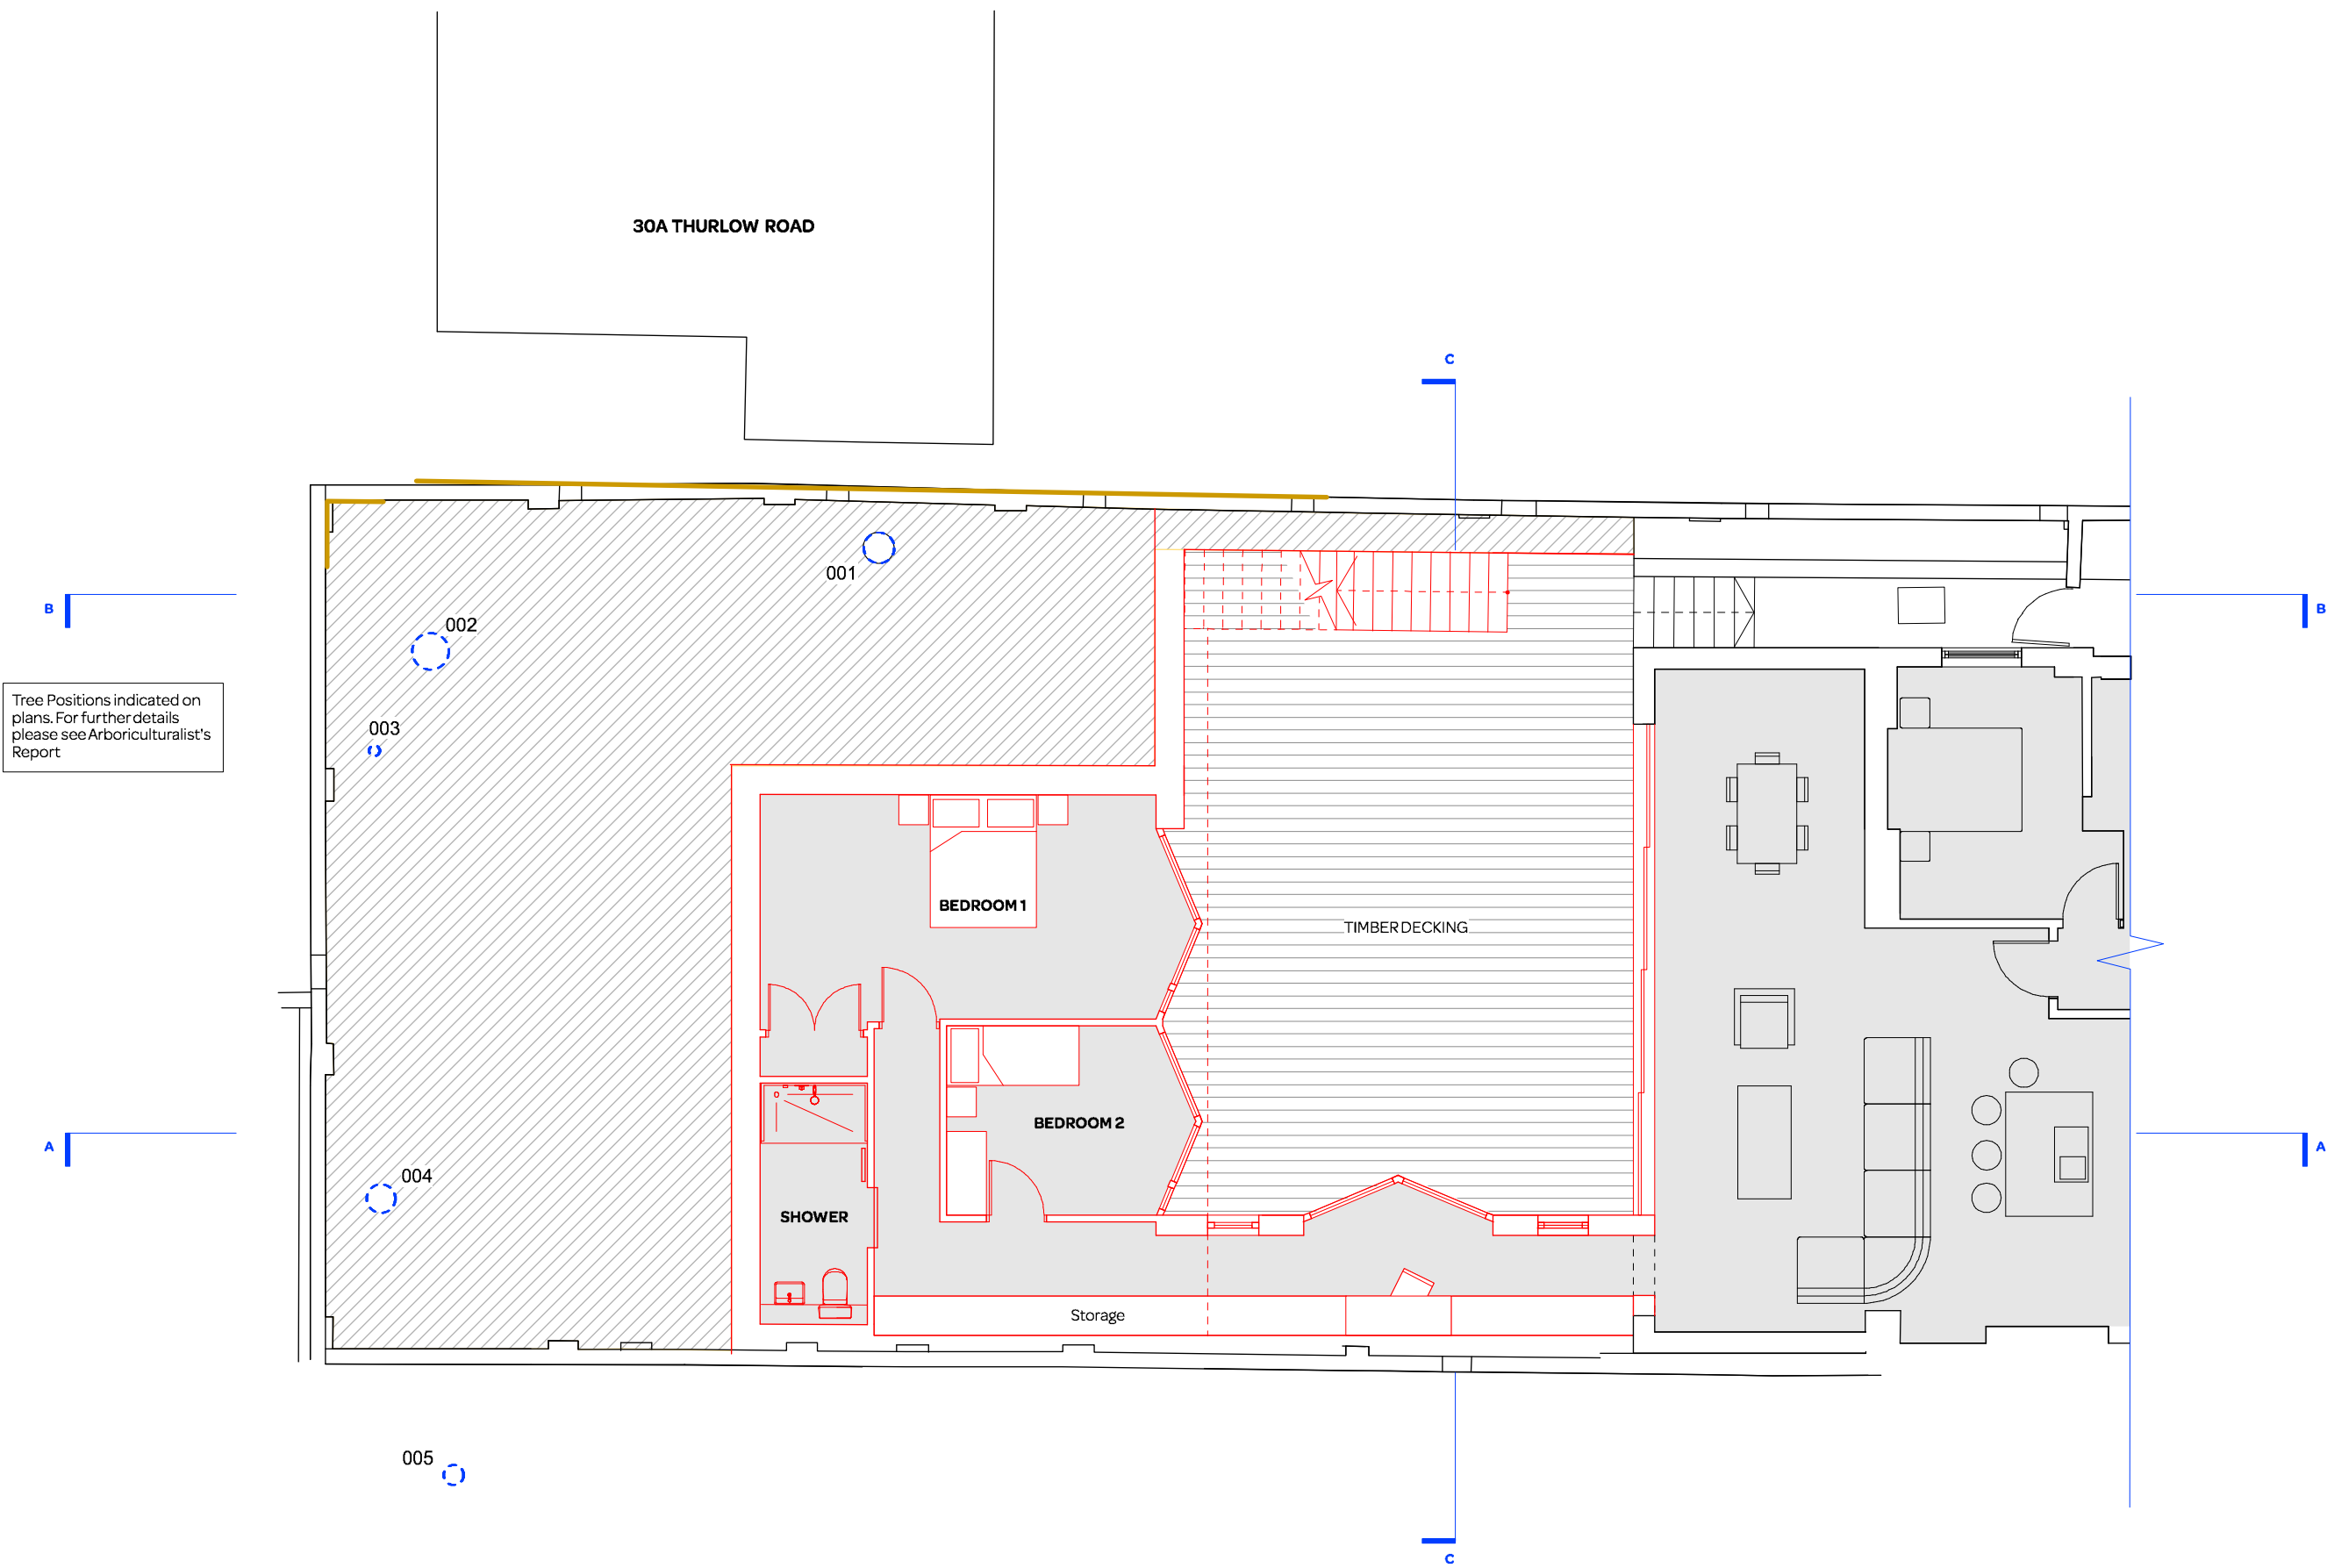 30A THURLOW ROAD
C
001
B
B
002
Tree Positions indicated on
plans. For further details
please see Arboriculturalist's
Report
003
BEDROOM 1
TIMBER DECKING
BEDROOM 2
A
A
004
SHOWER
Storage
005
C